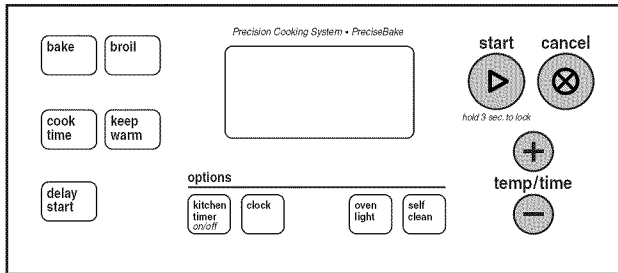 Precision Cooking System • PreciseBake
bake
broil
cook
time
keep
warm
delay
start
options
kitchen
timer
on/off
clock
oven
light
self
clean
start
cancel
hold 3 sec. to lock
temp/time